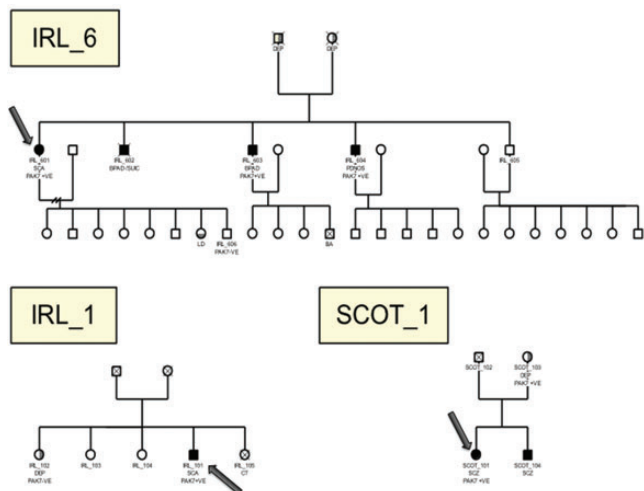 IRL_6
DEP
DEP
IRL_601
SCA
PAK7 +VE
IRL_602
BPAD/SUIC
IRL_603
BPAD
PAK7 +VE
IRL_604
PDNOS
PAK7 +VE
IRL_605
LD
IRL_606
PAK7-VE
SA
IRL_1
IRL_102
DEP
PAK7-VE
IRL_103
IRL_104
IRL_101
SCA
PAK7+VE
IRL_105
CT
SCOT_1
SCOT_102
SCOT_103
DEP
PAK7 +VE
SCOT_101
SCZ
PAK7 +VE
SCOT_104
SCZ